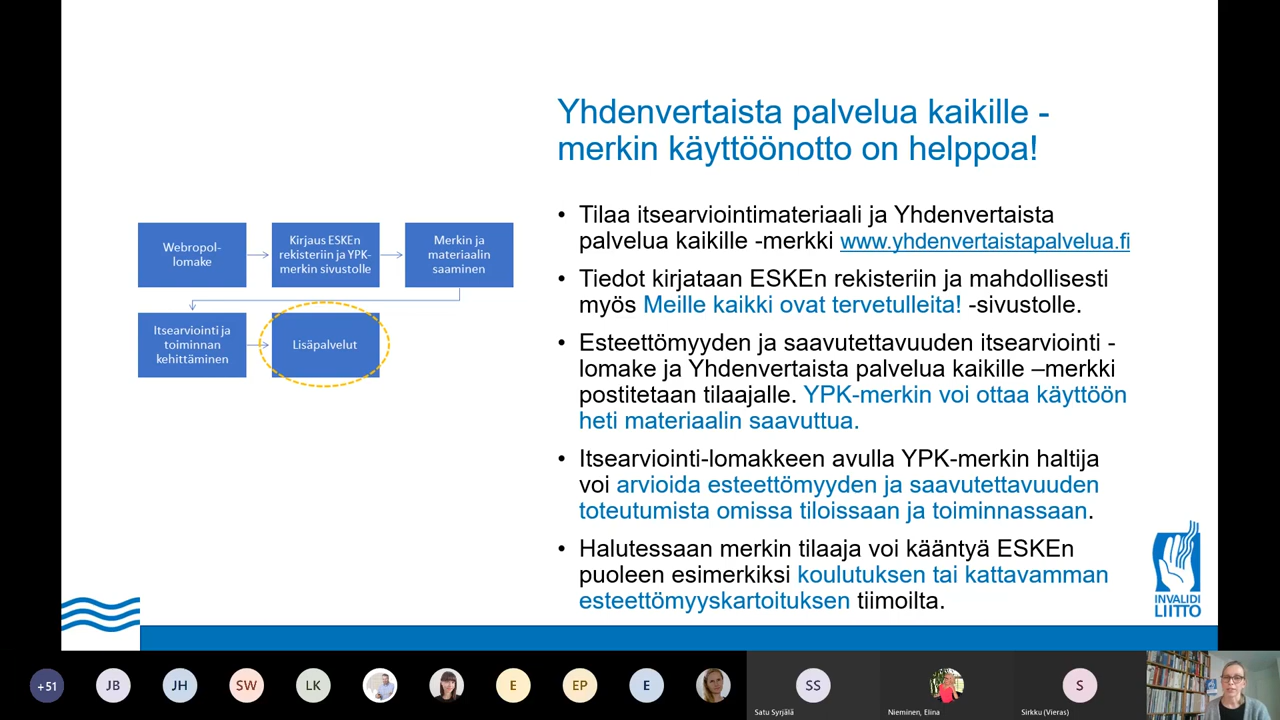 Yhdenvertaista palvelua kaikille -
merkin käyttöönotto on helppoa!
Webropol-
lomake
Kirjaus ESKEn
rekisteriin ja YPK-
merkin sivustolle
Merkin ja
materiaalin
saaminen
Itsearviointi ja
toiminnan
kehittäminen
Lisäpalvelut
• Tilaa itsearviointimateriaali ja Yhdenvertaista
palvelua kaikille -merkki www.yhdenvertaistapalvelua.fi
• Tiedot kirjataan ESKEn rekisteriin ja mahdollisesti
myös Meille kaikki ovat tervetulleita! -sivustolle.
• Esteettömyyden ja saavutettavuuden itsearviointi -
lomake ja Yhdenvertaista palvelua kaikille –merkki
postitetaan tilaajalle. YPK-merkin voi ottaa käyttöön
heti materiaalin saavuttua.
• Itsearviointi-lomakkeen avulla YPK-merkin haltija
voi arvioida esteettömyyden ja saavutettavuuden
toteutumista omissa tiloissaan ja toiminnassaan.
• Halutessaan merkin tilaaja voi kääntyä ESKEn
puoleen esimerkiksi koulutuksen tai kattavamman
esteettömyyskartoituksen tiimoilta.
INVALIDI
LIITTO
+51
JB
JH
SW
LK
E
EP
E
SS
S
Satu Syrjälä
Nieminen, Elina
Sirkku (Vieras)